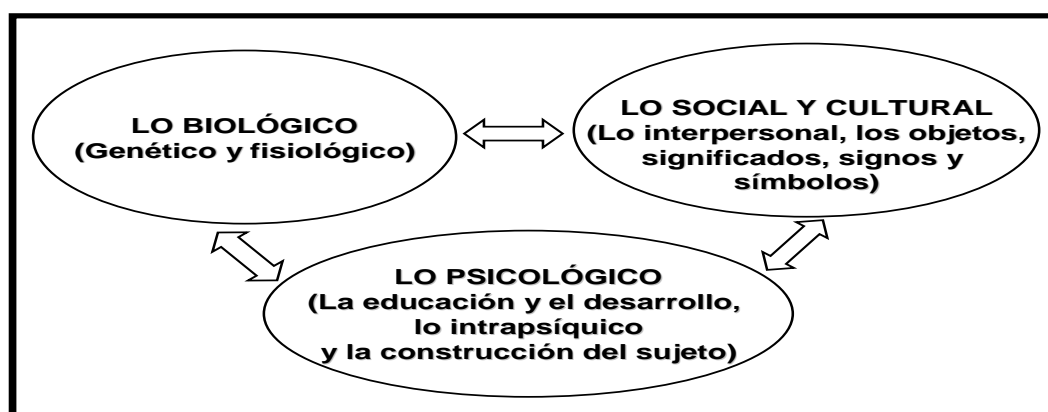 LO BIOLÓGICO
(Genético y fisiológico)
LO SOCIAL Y CULTURAL
(Lo interpersonal, los objetos,
significados, signos y
símbolos)
LO PSICOLÓGICO
(La educación y el desarrollo,
lo intrapsíquico
y la construcción del sujeto)